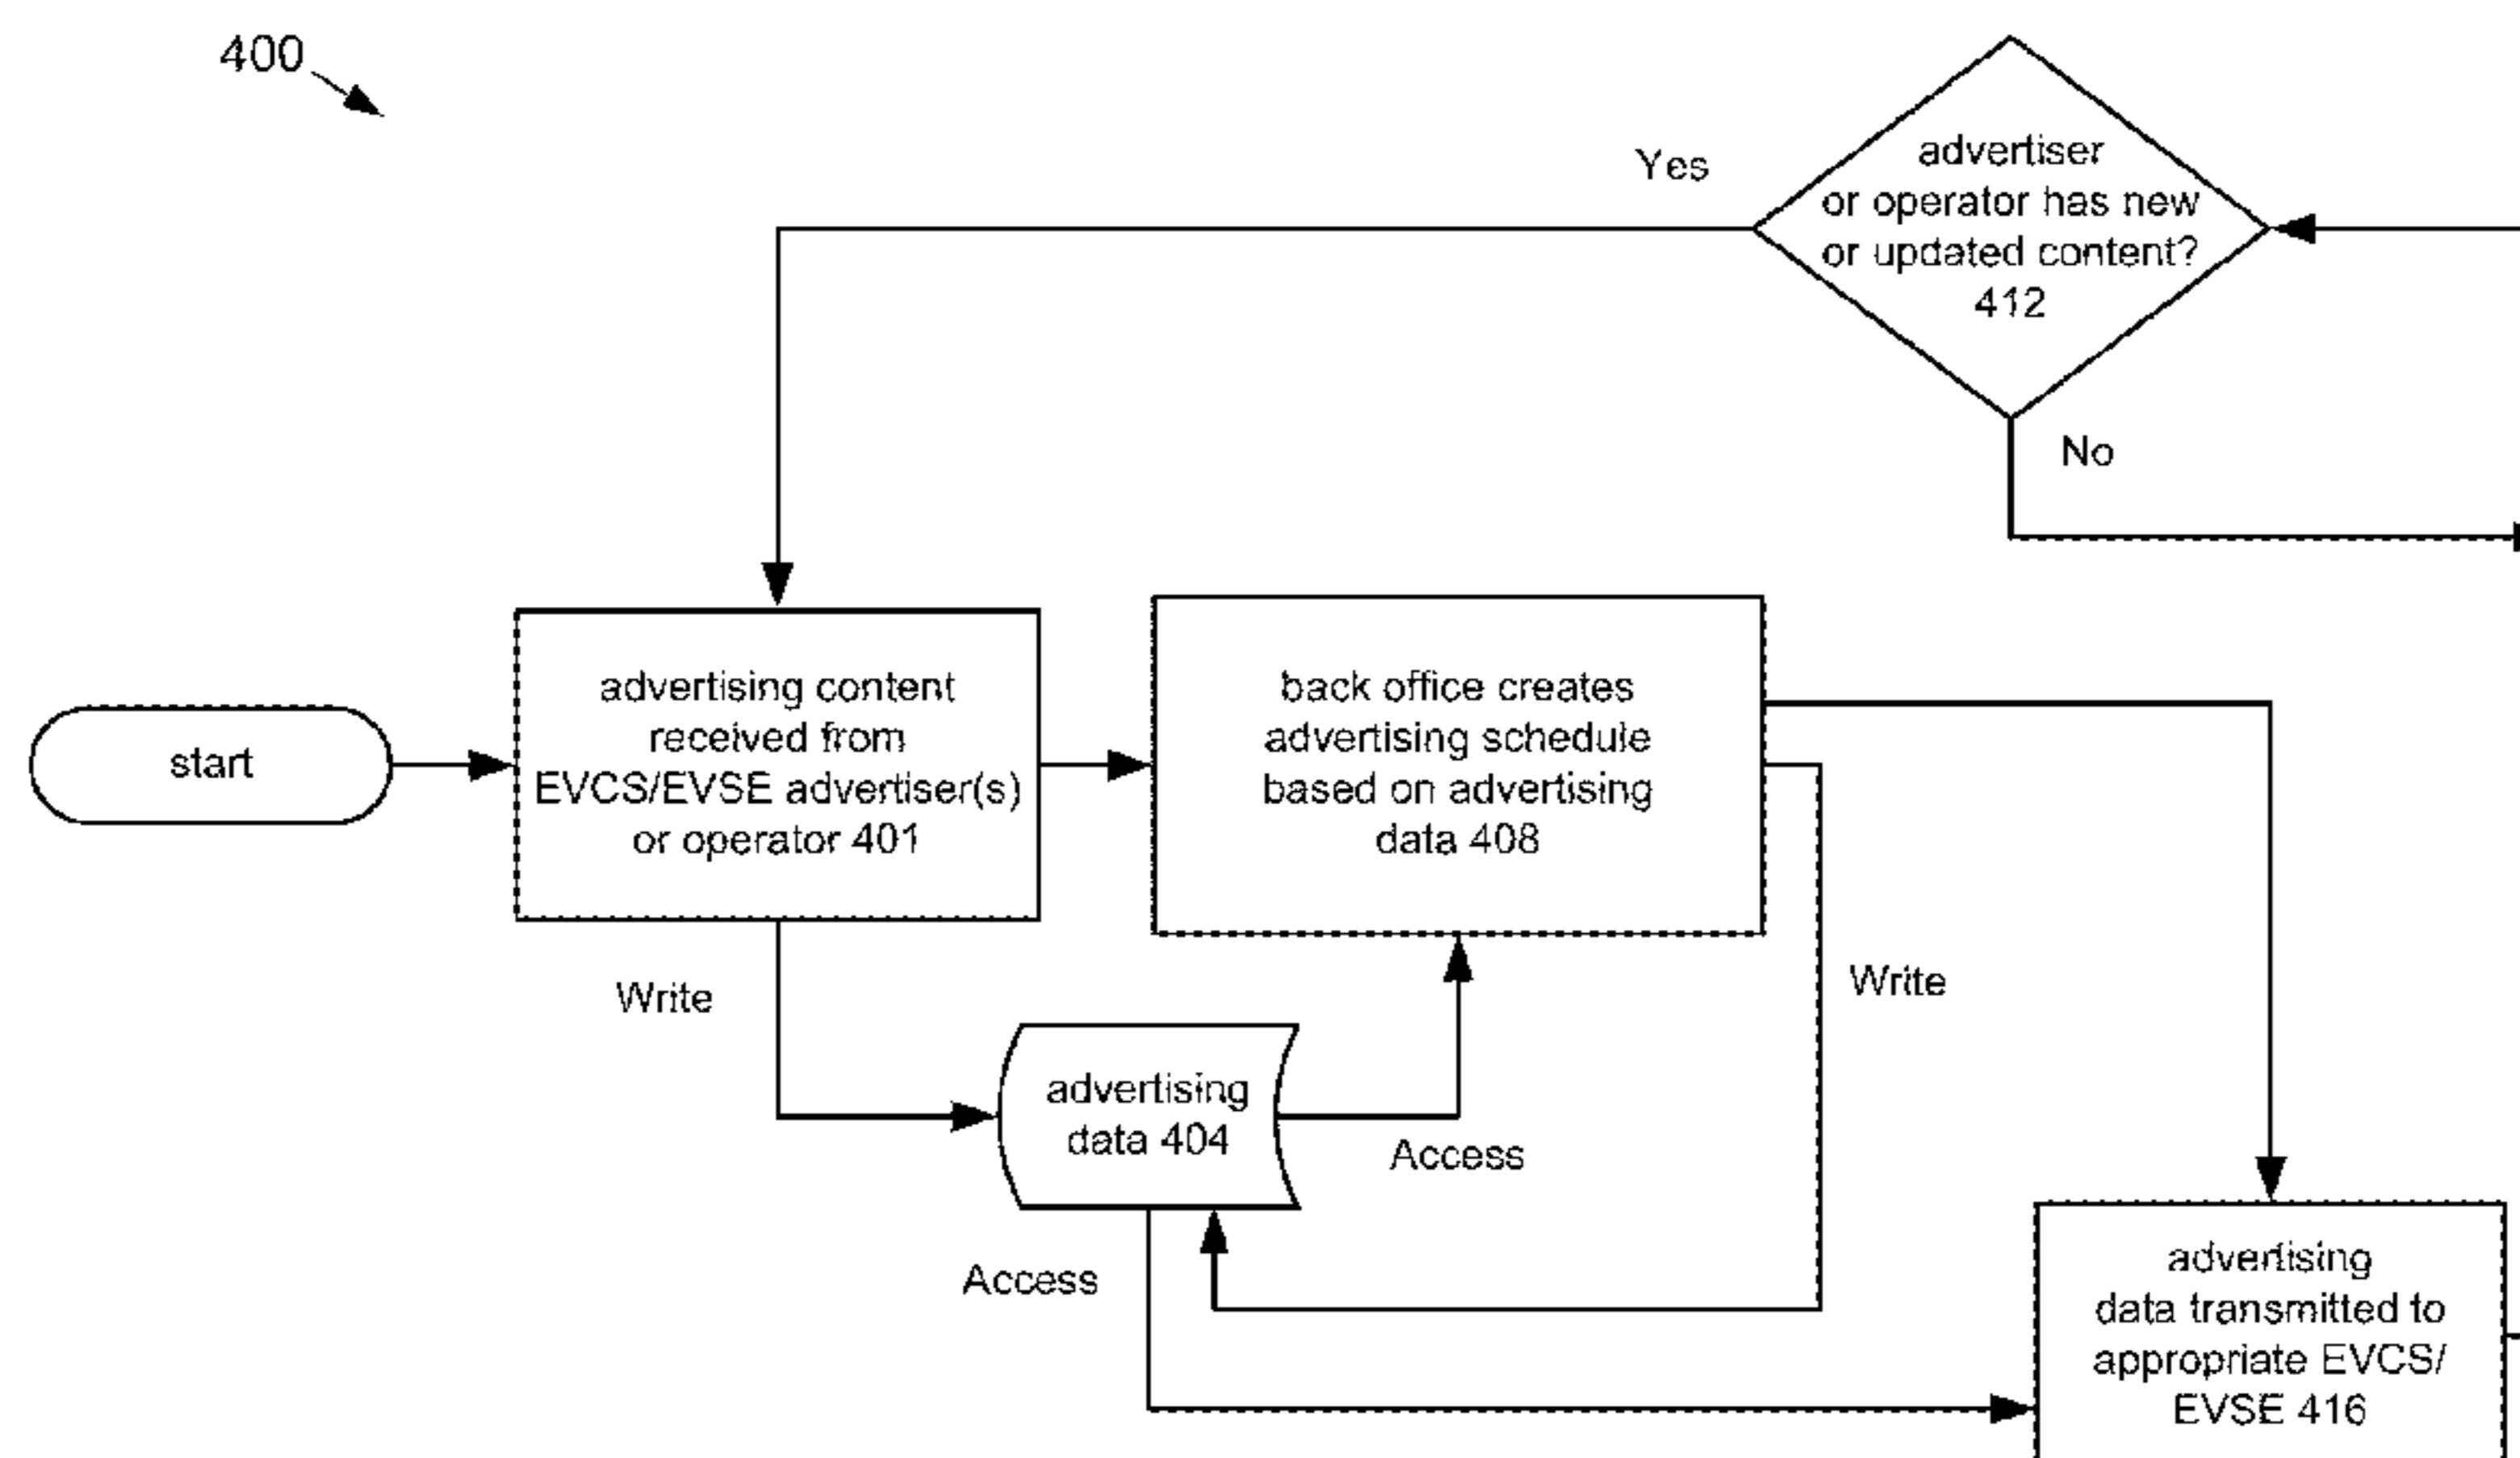 400
advertiser
or operator has new
or updated content?
412
Yes
No
start
advertising content
received from
EVCS/EVSE advertiser(s)
or operator 401
back office creates
advertising schedule
based on advertising
data 408
Write
Write
advertising
data 404
Access
Access
advertising
data transmitted to
appropriate EVCS/
EVSE 416